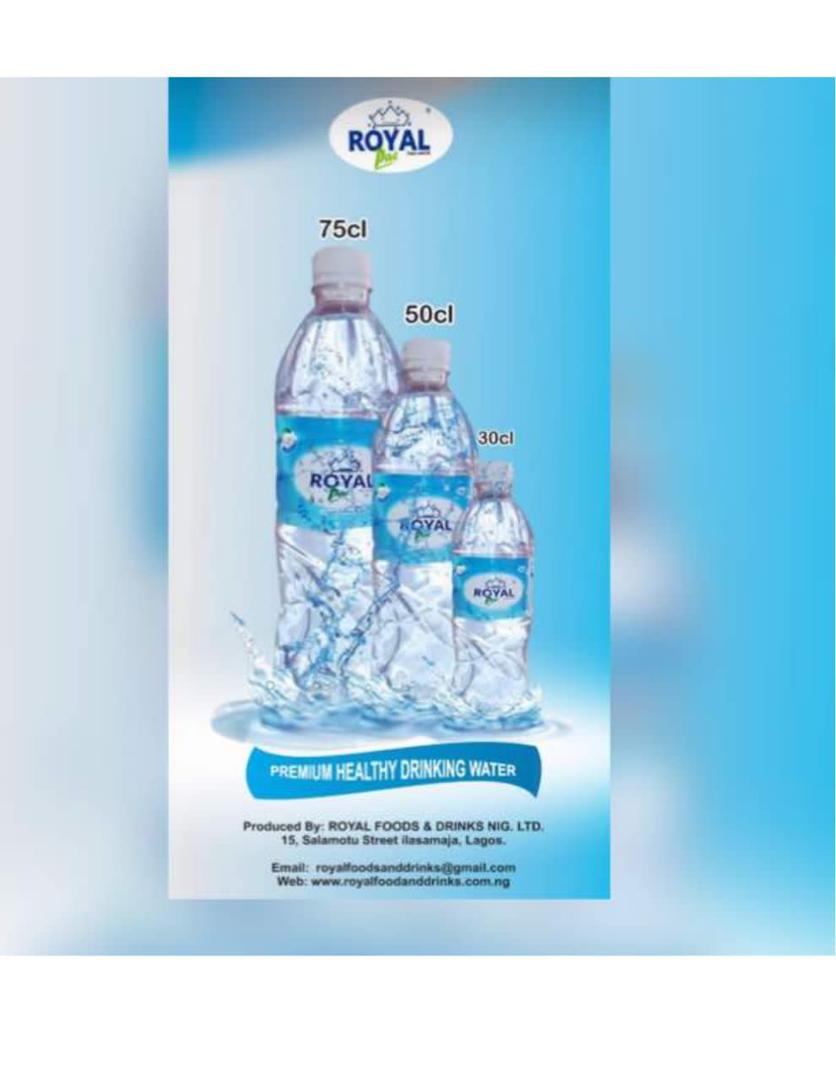 ROYAL
Pac
75cl
50cl
30cl
ROYAL
ROYAL
ROYAL
PREMIUM HEALTHY DRINKING WATER
Produced By: ROYAL FOODS & DRINKS NIG. LTD.
15, Salamotu Street ilasamaja, Lagos.
Email: royalfoodsanddrinks@gmail.com
Web: www.royalfoodanddrinks.com.ng